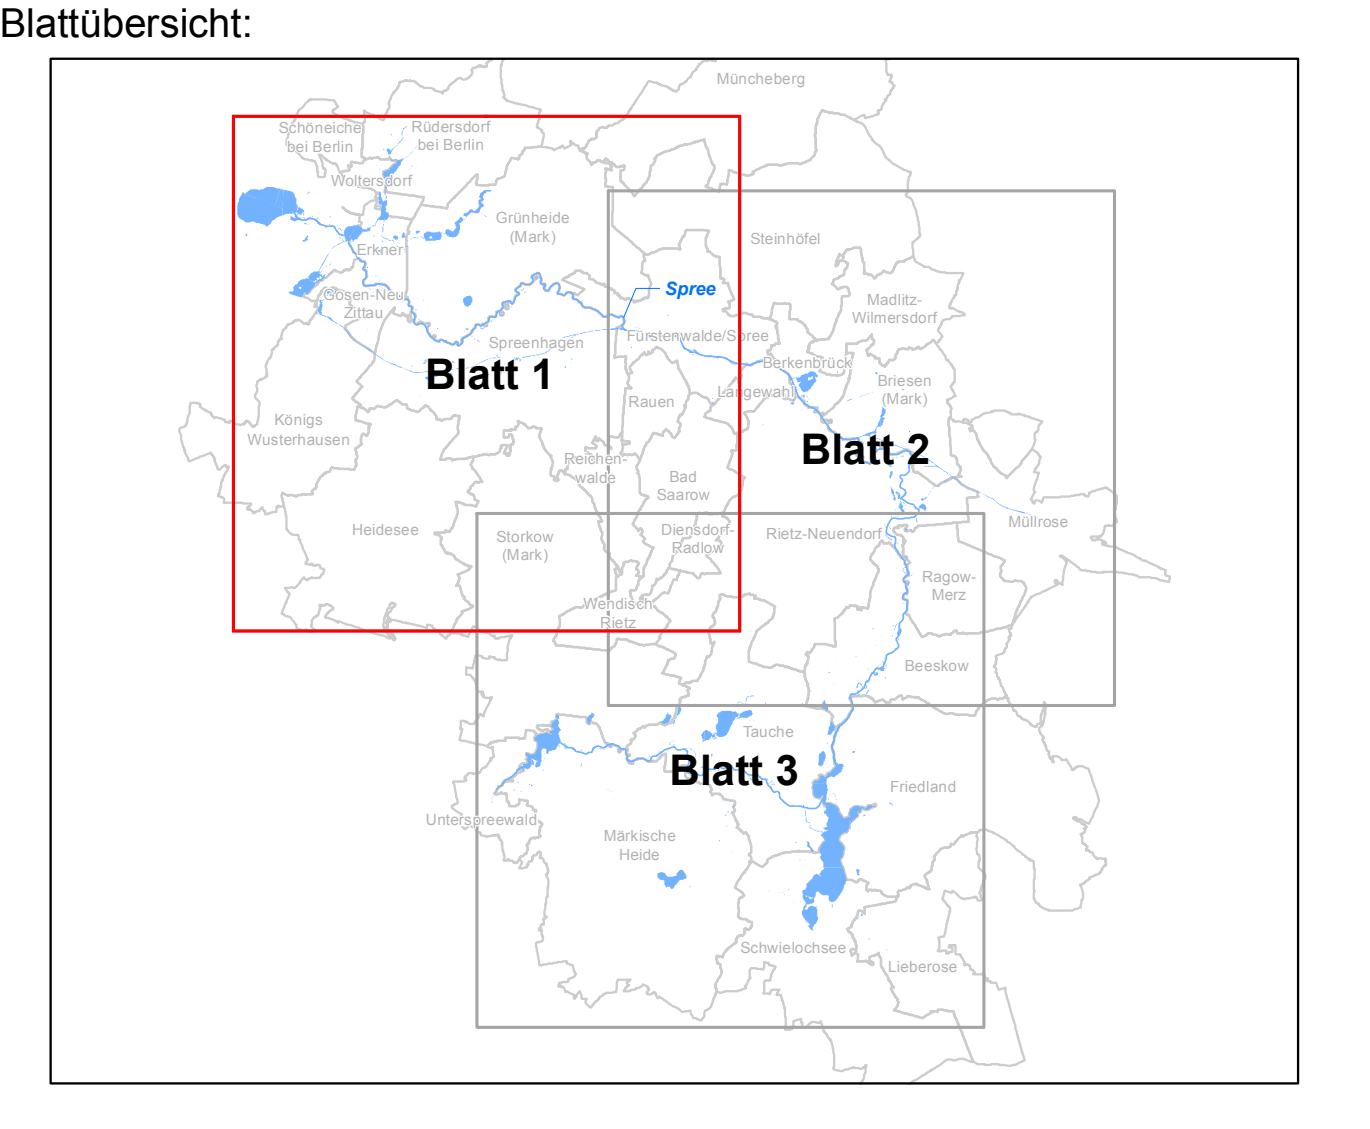 Blattübersicht:
Müncheberg
Schöneiche
bei Berlin
Rüdersdorf
bei Berlin
Woltersdorf
Grünheide
(Mark)
Steinhöfel
Erkner
Gosen-Neu
Zittau
Spree
Madlitz-
Wilmersdorf
Spreenhagen
Fürstenwalde/Spree
Berkenbrück
Blatt 1
Langewahl
Briesen
(Mark)
Rauen
Königs
Wusterhausen
Blatt 2
Reichen-
walde
Bad
Saarow
Heidesee
Storkow
(Mark)
Diensdorf-
Radlow
Rietz-Neuendorf
Müllrose
Ragow-
Merz
Wendisch
Rietz
Beeskow
Tauche
Blatt 3
Friedland
Unterspreewald
Märkische
Heide
Schwielochsee
Lieberose